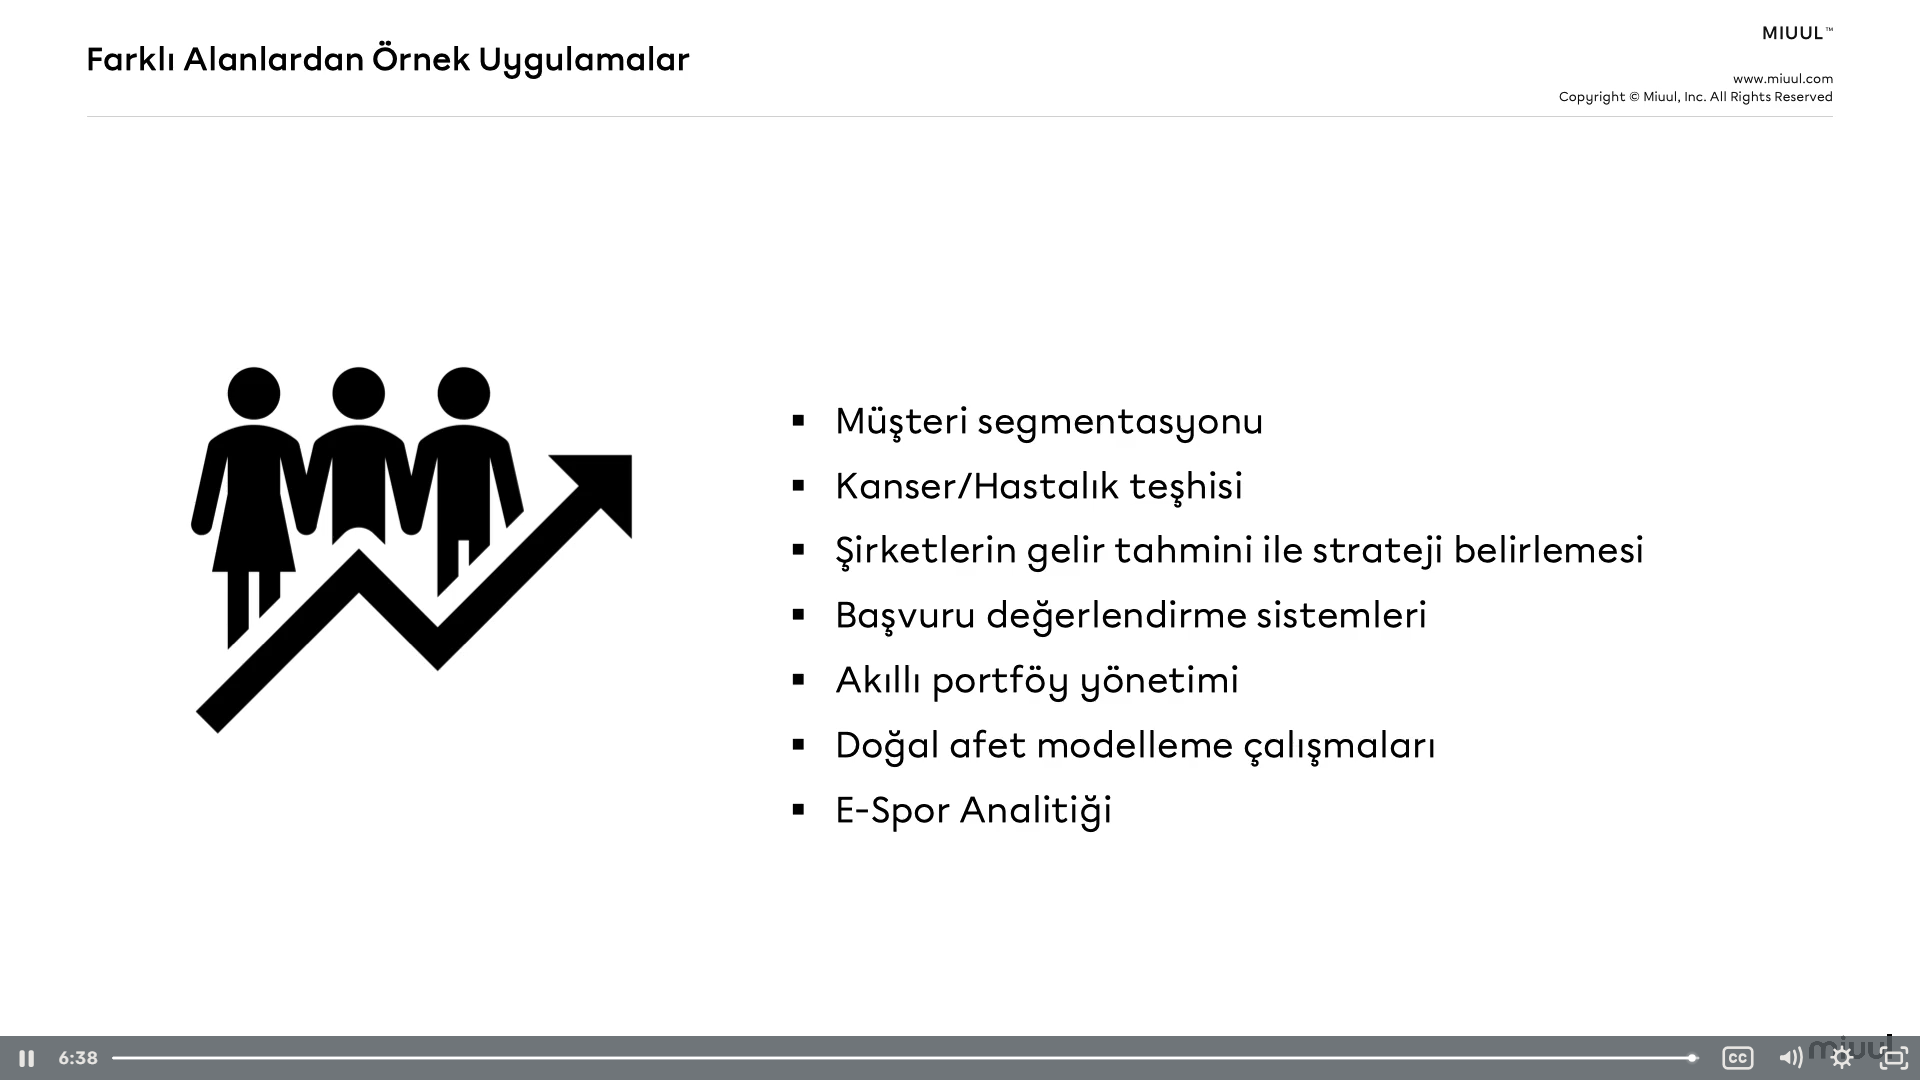 Farklı Alanlardan Örnek Uygulamalar
MIUUL™
www.miuul.com
Copyright © Miuul, Inc. All Rights Reserved
▪ Müşteri segmentasyonu
▪ Kanser/Hastalık teşhisi
▪ Şirketlerin gelir tahmini ile strateji belirlemesi
▪ Başvuru değerlendirme sistemleri
▪ Akıllı portföy yönetimi
▪ Doğal afet modelleme çalışmaları
▪ E-Spor Analitiği
6:38
CC
miuul